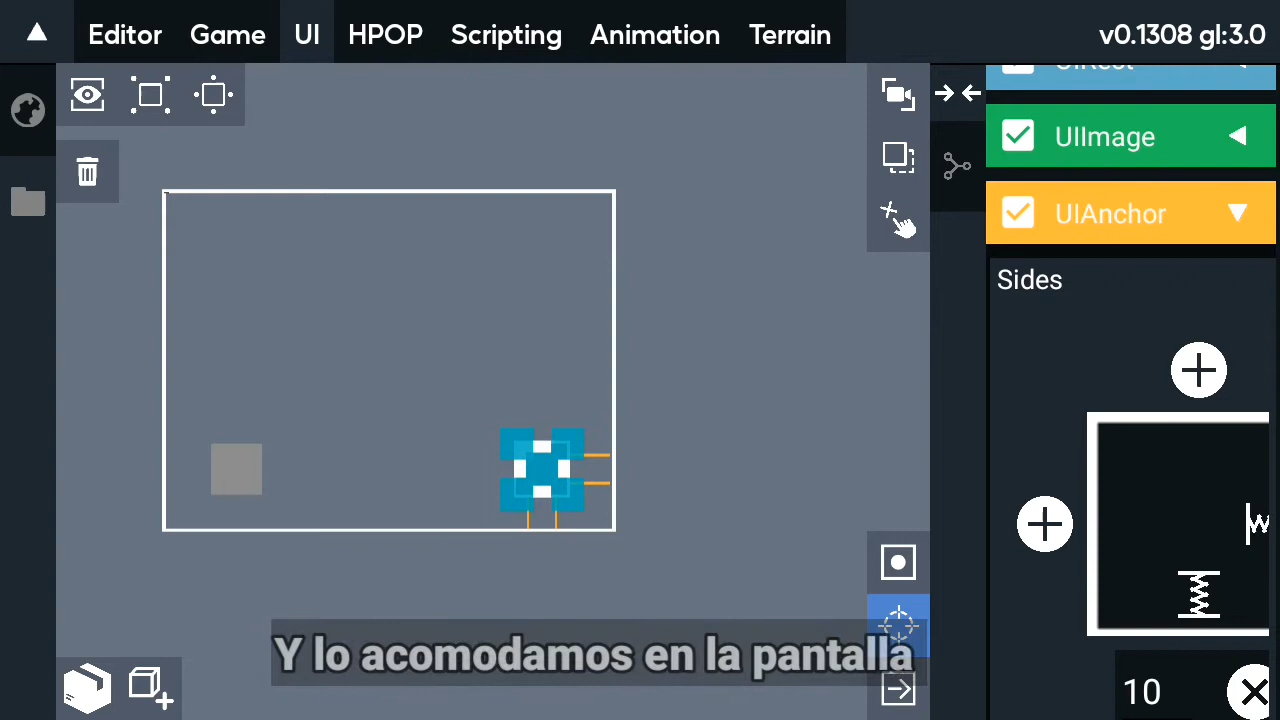 Editor Game UI HPOP Scripting Animation Terrain v0.1308 gl:3.0
UIImage
UIAnchor
Sides
Y lo acomodamos en la pantalla
10